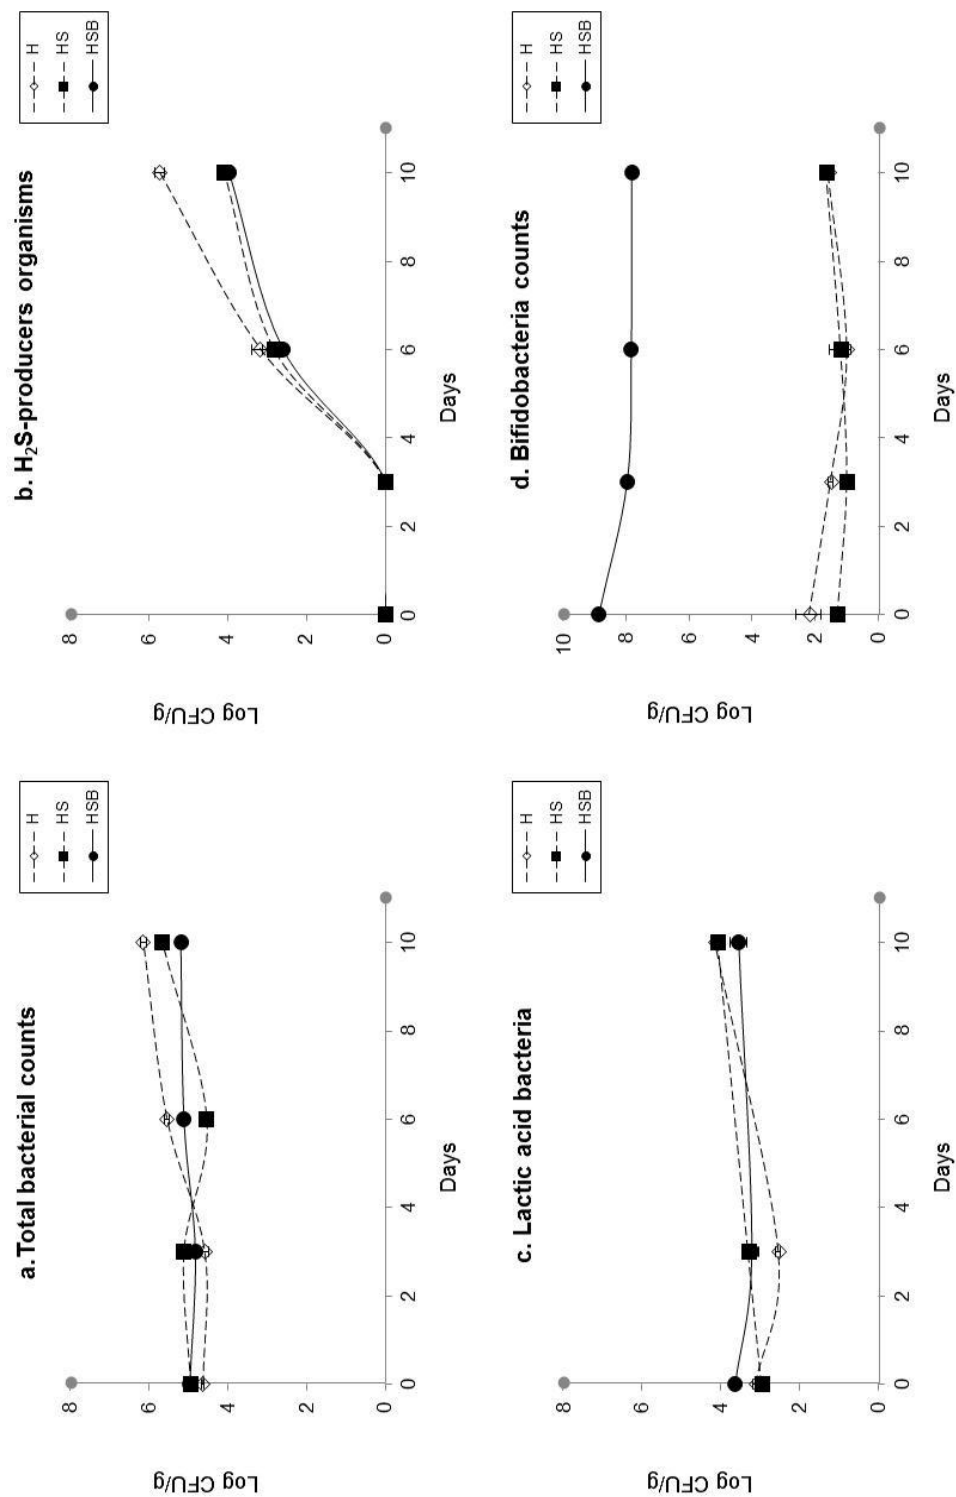 a.Total bacterial counts
H
HS
HSB
Log CFU/g
8
6
4
2
0
0 2 4 6 8 10
Days
b. H₂S-producers organisms
H
HS
HSB
Log CFU/g
8
6
4
2
0
0 2 4 6 8 10
Days
c. Lactic acid bacteria
H
HS
HSB
Log CFU/g
8
6
4
2
0
0 2 4 6 8 10
Days
d. Bifidobacteria counts
H
HS
HSB
Log CFU/g
10
8
6
4
2
0
0 2 4 6 8 10
Days